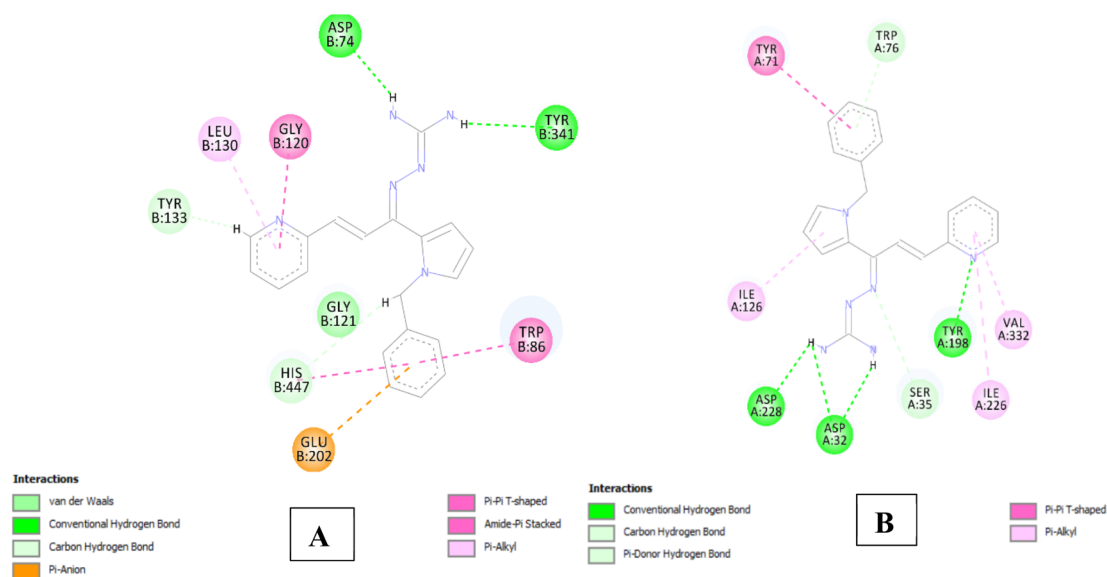 ASP
B:74
TYR
B:341
LEU
B:130
GLY
B:120
TYR
B:133
GLY
B:121
TRP
B:86
HIS
B:447
GLU
B:202
H
H
H
H
N
N
N
N
N
N
Interactions
van der Waals
Conventional Hydrogen Bond
Carbon Hydrogen Bond
Pi-Anion
A
Pi-Pi T-shaped
Amide-Pi Stacked
Pi-Alkyl
TYR
A:71
TRP
A:76
ILE
A:126
TYR
A:198
VAL
A:332
SER
A:35
ILE
A:226
ASP
A:228
ASP
A:32
N
N
N
N
N
N
H
H
Interactions
Conventional Hydrogen Bond
Carbon Hydrogen Bond
Pi-Donor Hydrogen Bond
B
Pi-Pi T-shaped
Pi-Alkyl